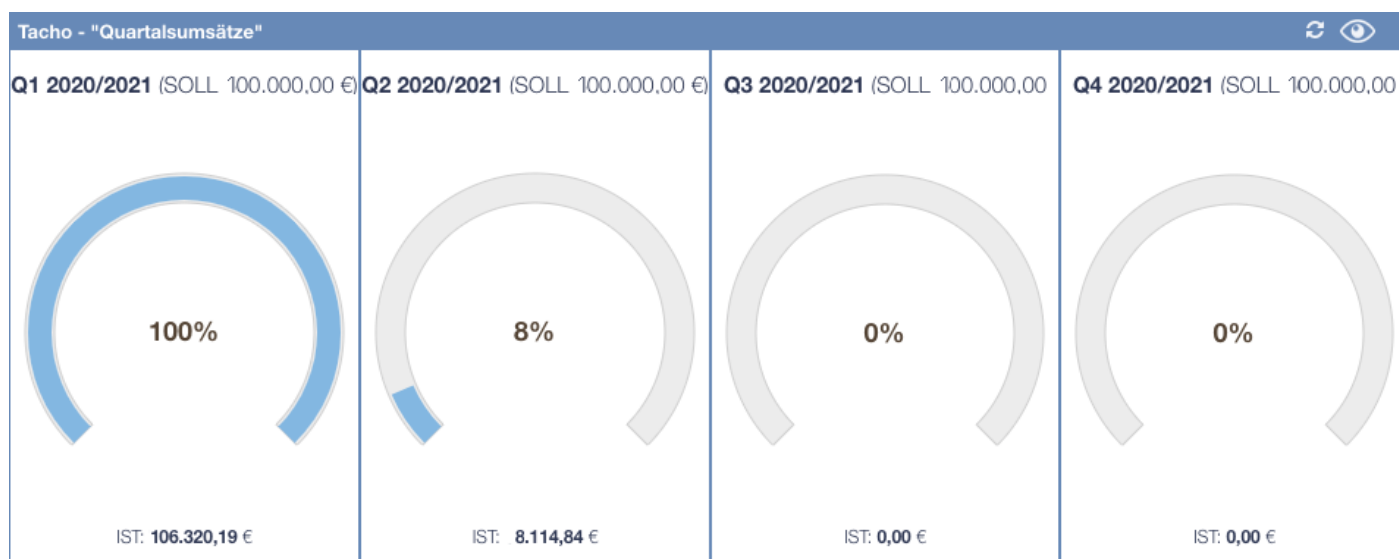 Tacho - "Quartalsumsätze"
Q1 2020/2021 (SOLL 100.000,00 €)
Q2 2020/2021 (SOLL 100.000,00 €)
Q3 2020/2021 (SOLL 100.000,00
Q4 2020/2021 (SOLL 100.000,00
100%
8%
0%
0%
IST: 106.320,19 €
IST: 8.114,84 €
IST: 0,00 €
IST: 0,00 €